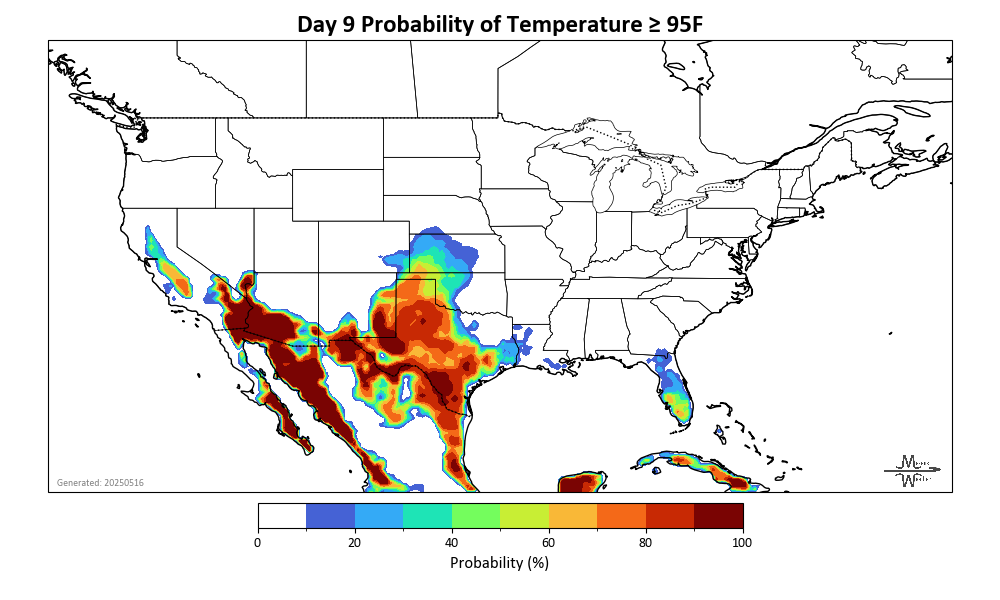 Day 9 Probability of Temperature ≥ 95F
Generated: 20250516
0 20 40 60 80 100
Probability (%)